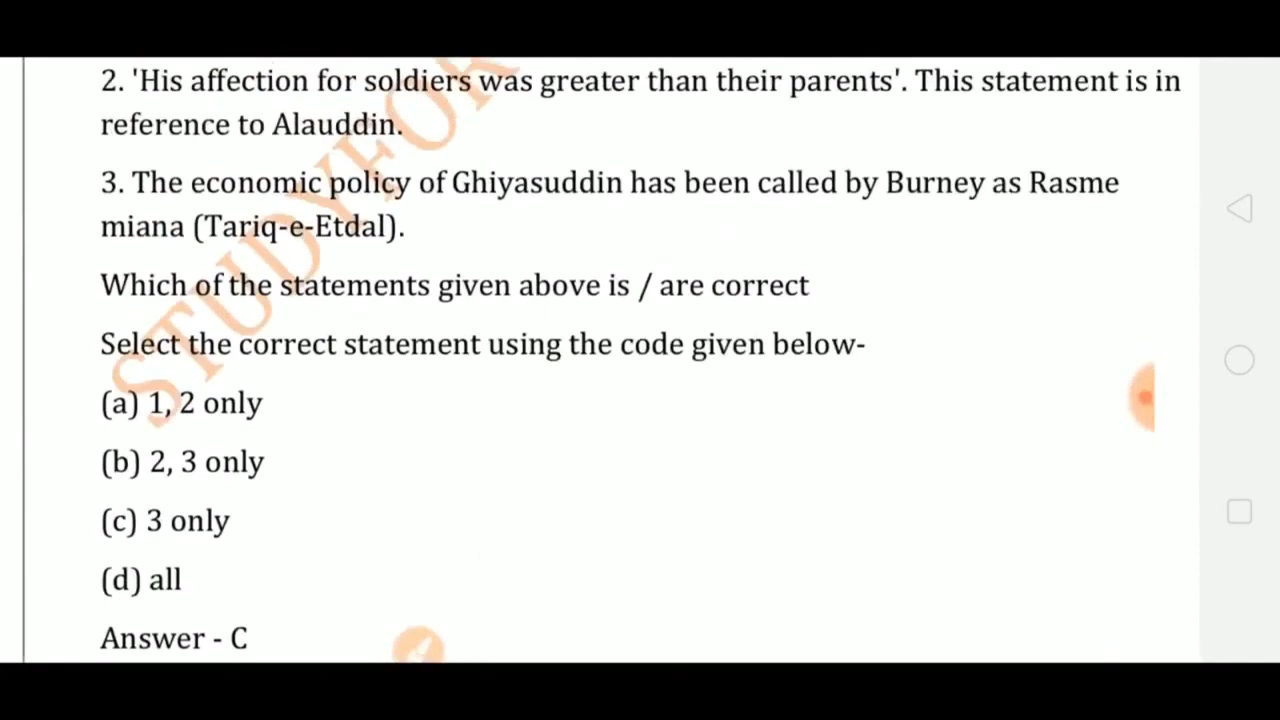 2. 'His affection for soldiers was greater than their parents'. This statement is in
reference to Alauddin.
3. The economic policy of Ghiyasuddin has been called by Burney as Rasme
miana (Tariq-e-Etdal).
Which of the statements given above is / are correct
Select the correct statement using the code given below-
(a) 1, 2 only
(b) 2, 3 only
(c) 3 only
(d) all
Answer - C
STUDYFOR